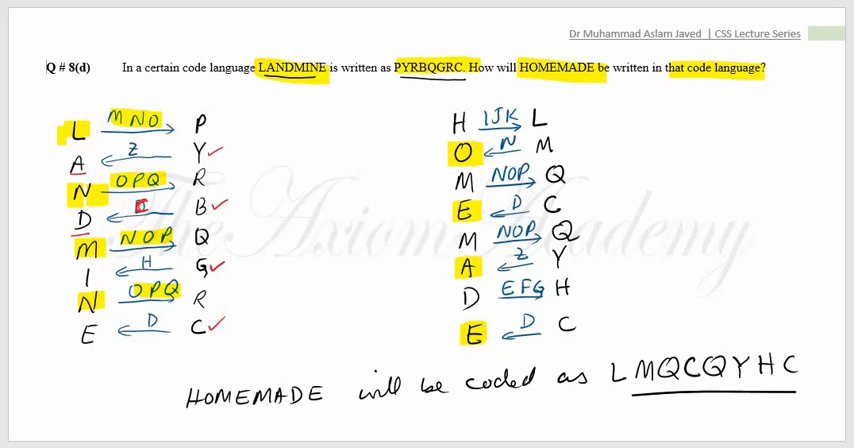 Dr Muhammad Aslam Javed | CSS Lecture Series
Q # 8(d) In a certain code language LANDMINE is written as PYRBQGRC. How will HOMEMADE be written in that code language?
L MNO P
A Z Y
N OPQ R
D C B
M NOP Q
I H G
N OPQ R
E D C
H IJK L
O N M
M NOP Q
E D C
M NOP Q
A Z Y
D EFG H
E D C
HOMEMADE will be coded as LMQCQYHC
The Axiom Academy